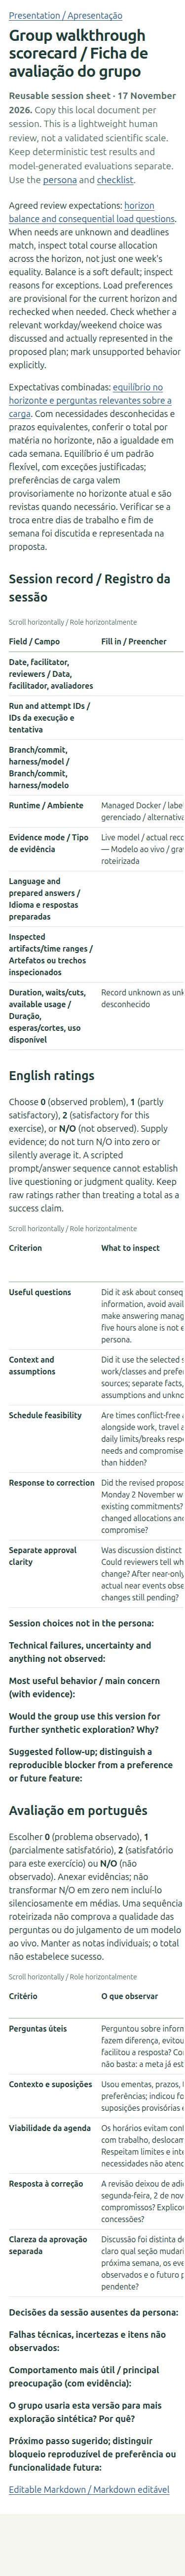 Presentation / Apresentação
Group walkthrough
scorecard / Ficha de
avaliação do grupo
Reusable session sheet · 17 November
2026. Copy this local document per
session. This is a lightweight human
review, not a validated scientific scale.
Keep deterministic test results and
model-generated evaluations separate.
Use the persona and checklist.
Agreed review expectations: horizon
balance and consequential load questions.
When needs are unknown and deadlines
match, inspect total course allocation
across the horizon, not just one week's
equality. Balance is a soft default; inspect
reasons for exceptions. Load preferences
are provisional for the current horizon and
rechecked when needed. Check whether a
relevant workday/weekend choice was
discussed and actually represented in the
proposed plan; mark unsupported behavior
explicitly.
Expectativas combinadas: equilíbrio no
horizonte e perguntas relevantes sobre a
carga. Com necessidades desconhecidas e
prazos equivalentes, conferir o total por
matéria no horizonte, não a igualdade em
cada semana. Equilíbrio é um padrão
flexível, com exceções justificadas;
preferências de carga valem
provisoriamente no horizonte atual e são
revistas quando necessário. Verificar se a
troca entre dias de trabalho e fim de
semana foi discutida e representada na
proposta.
Session record / Registro da
sessão
Scroll horizontally / Role horizontalmente
Field / Campo Fill in / Preencher
Date, facilitator,
reviewers / Data,
facilitador, avaliadores
Run and attempt IDs /
IDs da execução e
tentativa
Branch/commit,
harness/model /
Branch/commit,
harness/modelo
Runtime / Ambiente Managed Docker / labe
gerenciado / alternativa
Evidence mode / Tipo Live model / actual recc
de evidência — Modelo ao vivo / gra
roteirizada
Language and
prepared answers /
Idioma e respostas
preparadas
Inspected
artifacts/time ranges /
Artefatos ou trechos
inspecionados
Duration, waits/cuts, Record unknown as unk
available usage / desconhecido
Duração,
esperas/cortes, uso
disponível
English ratings
Choose 0 (observed problem), 1 (partly
satisfactory), 2 (satisfactory for this
exercise), or N/O (not observed). Supply
evidence; do not turn N/O into zero or
silently average it. A scripted
prompt/answer sequence cannot establish
live questioning or judgment quality. Keep
raw ratings rather than treating a total as a
success claim.
Scroll horizontally / Role horizontalmente
Criterion What to inspect
Useful questions Did it ask about conseq
information, avoid avail
make answering manag
five hours alone is not e
persona.
Context and Did it use the selected s
assumptions work/classes and prefer
sources; separate facts,
assumptions and unkno
Schedule feasibility Are times conflict-free a
alongside work, travel a
daily limits/breaks respe
needs and compromise
than hidden?
Response to correction Did the revised proposa
Monday 2 November w
existing commitments?
changed allocations and
compromise?
Separate approval Was discussion distinct
clarity Could reviewers tell wh
change? After near-only
actual near events obse
changes still pending?
Session choices not in the persona:
Technical failures, uncertainty and
anything not observed:
Most useful behavior / main concern
(with evidence):
Would the group use this version for
further synthetic exploration? Why?
Suggested follow-up; distinguish a
reproducible blocker from a preference
or future feature:
Avaliação em português
Escolher 0 (problema observado), 1
(parcialmente satisfatório), 2 (satisfatório
para este exercício) ou N/O (não
observado). Anexar evidências; não
transformar N/O em zero nem incluí-lo
silenciosamente em médias. Uma sequência
roteirizada não comprova a qualidade das
perguntas ou do julgamento de um modelo
ao vivo. Manter as notas individuais; o total
não estabelece sucesso.
Scroll horizontally / Role horizontalmente
Critério O que observar
Perguntas úteis Perguntou sobre inforn
fazem diferença, evitou
facilitou a resposta? Co
não basta: a meta já est
Contexto e suposições Usou ementas, prazos,
preferências; indicou fo
suposições provisórias e
Viabilidade da agenda Os horários evitam conf
com trabalho, deslocam
Respeitam limites e inte
necessidades não atenc
Resposta à correção A revisão deixou de adi
segunda-feira, 2 de nov
compromissos? Explico
concessões?
Clareza da aprovação Discussão foi distinta de
separada claro qual seção mudari
próxima semana, os eve
observados e o futuro p
pendente?
Decisões da sessão ausentes da persona:
Falhas técnicas, incertezas e itens não
observados:
Comportamento mais útil / principal
preocupação (com evidência):
O grupo usaria esta versão para mais
exploração sintética? Por quê?
Próximo passo sugerido; distinguir
bloqueio reproduzível de preferência ou
funcionalidade futura:
Editable Markdown / Markdown editável